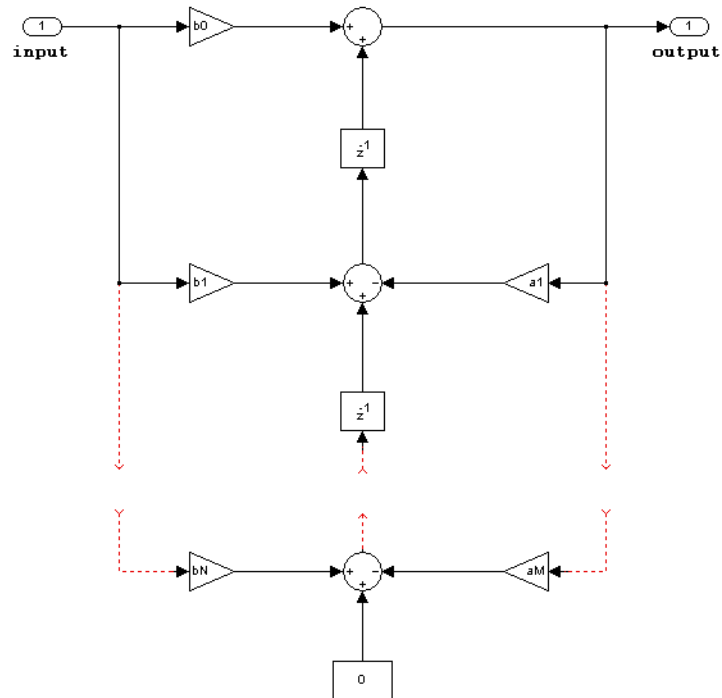 1 b0 + + 1
input output
z-1
b1 + + − a1
z-1
bN + + − aM
0